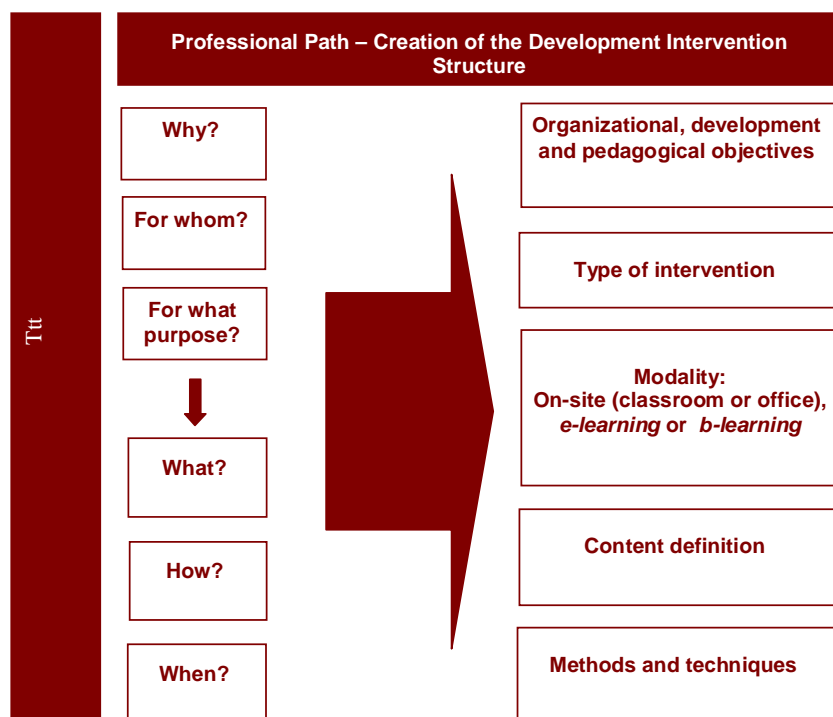 Professional Path – Creation of the Development Intervention
Structure
Ttt
Why?
For whom?
For what
purpose?
What?
How?
When?
Organizational, development
and pedagogical objectives
Type of intervention
Modality:
On-site (classroom or office),
e-learning or b-learning
Content definition
Methods and techniques